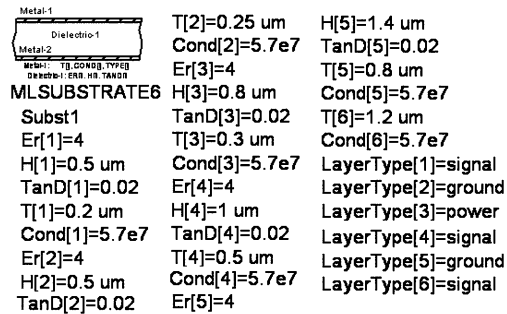 Metal-1
Dielectric-1
Metal-2
Metal-I: T[], COND[], TYPE[]
Dielectric-I: ER[], H[], TAND[]
MLSUBSTRATE6
Subst1
Er[1]=4
H[1]=0.5 um
TanD[1]=0.02
T[1]=0.2 um
Cond[1]=5.7e7
Er[2]=4
H[2]=0.5 um
TanD[2]=0.02
T[2]=0.25 um
Cond[2]=5.7e7
Er[3]=4
H[3]=0.8 um
TanD[3]=0.02
T[3]=0.3 um
Cond[3]=5.7e7
Er[4]=4
H[4]=1 um
TanD[4]=0.02
T[4]=0.5 um
Cond[4]=5.7e7
Er[5]=4
H[5]=1.4 um
TanD[5]=0.02
T[5]=0.8 um
Cond[5]=5.7e7
T[6]=1.2 um
Cond[6]=5.7e7
LayerType[1]=signal
LayerType[2]=ground
LayerType[3]=power
LayerType[4]=signal
LayerType[5]=ground
LayerType[6]=signal